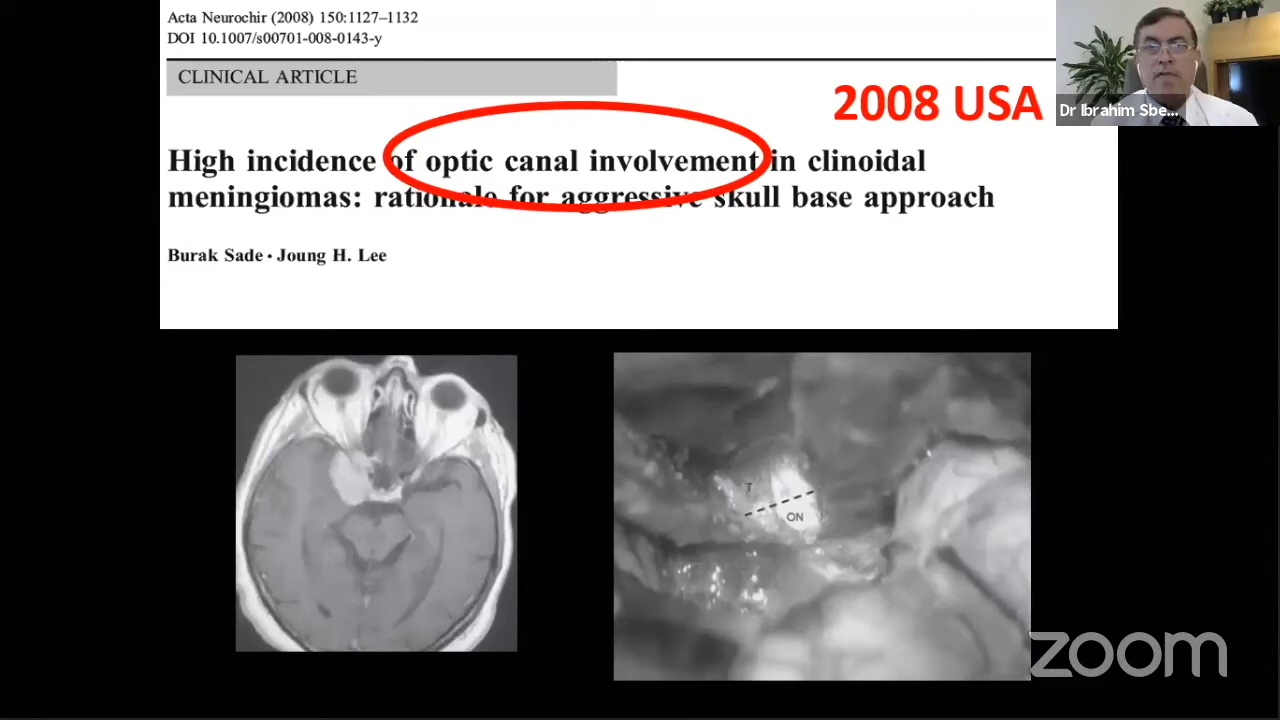 Acta Neurochir (2008) 150:1127–1132
DOI 10.1007/s00701-008-0143-y
CLINICAL ARTICLE
2008 USA
Dr Ibrahim Sbe...
High incidence of optic canal involvement in clinoidal
meningiomas: rationale for aggressive skull base approach
Burak Sade · Joung H. Lee
T
ON
zoom